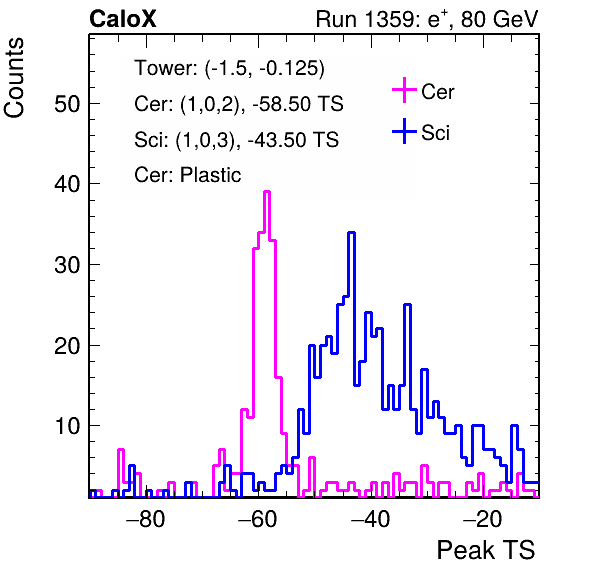 CaloX Run 1359: e+, 80 GeV
Counts
Tower: (-1.5, -0.125)
Cer: (1,0,2), -58.50 TS
Sci: (1,0,3), -43.50 TS
Cer: Plastic
Cer
Sci
50
40
30
20
10
−80 −60 −40 −20
Peak TS